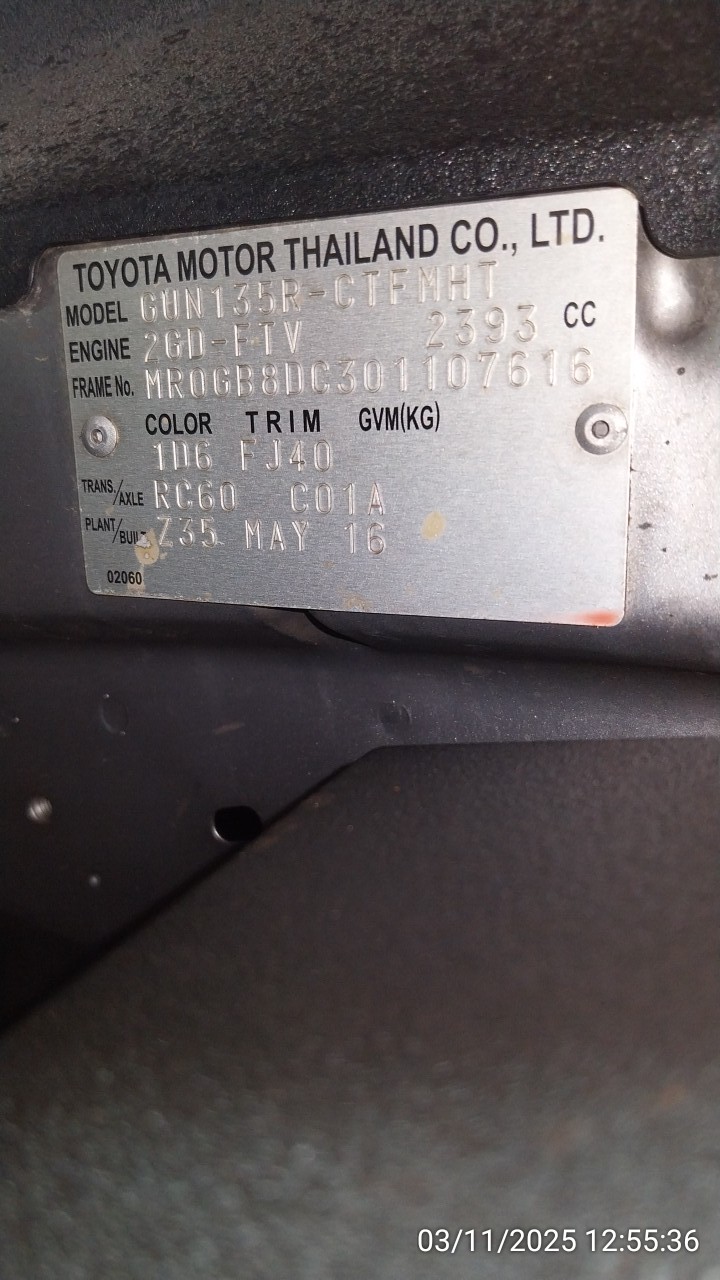 TOYOTA MOTOR THAILAND CO., LTD.
MODEL GUN135R-CTFMHT
ENGINE 2GD-FTV 2393 CC
FRAME No. MR0GB8DC301107616
COLOR TRIM GVM(KG)
1D6 FJ40
TRANS./AXLE RC60 C01A
PLANT/BUILT Z35 MAY 16
02060
03/11/2025 12:55:36